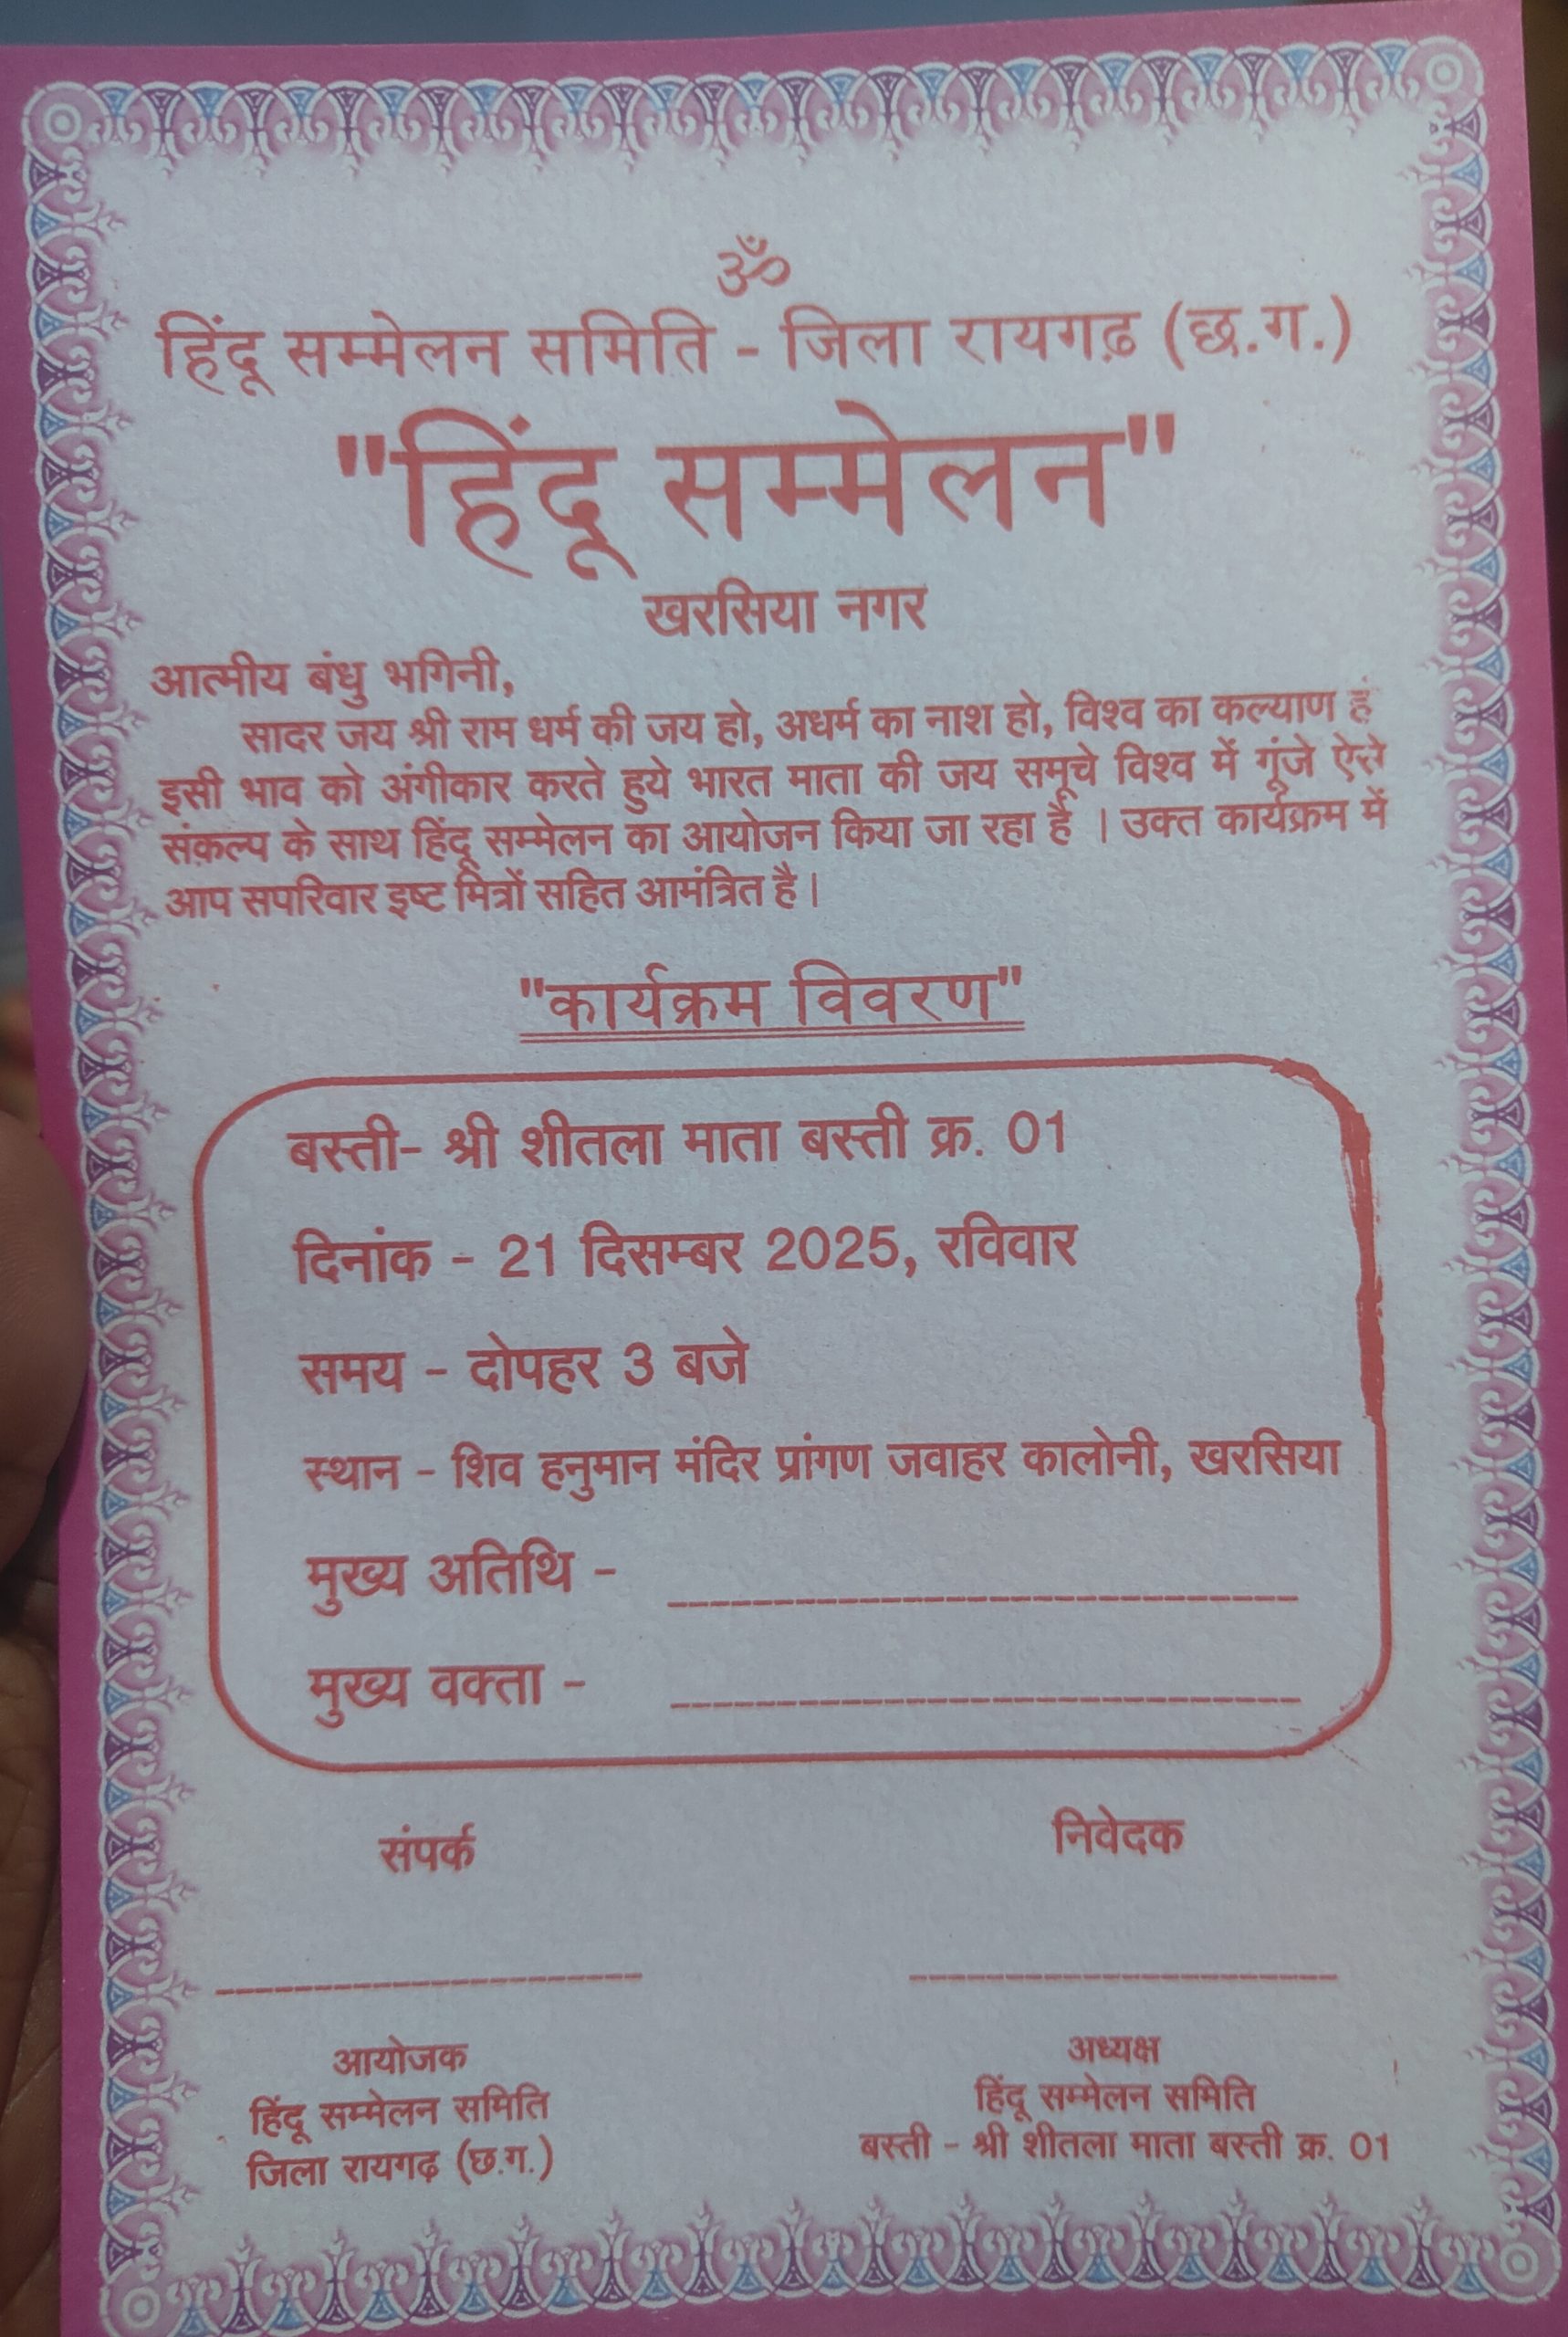 ॐ
हिंदू सम्मेलन समिति - जिला रायगढ़ (छ.ग.)
"हिंदू सम्मेलन"
खरसिया नगर
आत्मीय बंधु भगिनी,
सादर जय श्री राम धर्म की जय हो, अधर्म का नाश हो, विश्व का कल्याण
इसी भाव को अंगीकार करते हुये भारत माता की जय समूचे विश्व में गूंजे ऐसे
संकल्प के साथ हिंदू सम्मेलन का आयोजन किया जा रहा है । उक्त कार्यक्रम में
आप सपरिवार इष्ट मित्रों सहित आमंत्रित है।
"कार्यक्रम विवरण"
बस्ती- श्री शीतला माता बस्ती क्र. 01
दिनांक - 21 दिसम्बर 2025, रविवार
समय - दोपहर 3 बजे
स्थान - शिव हनुमान मंदिर प्रांगण जवाहर कालोनी, खरसिया
मुख्य अतिथि -
मुख्य वक्ता -
संपर्क
आयोजक
हिंदू सम्मेलन समिति
जिला रायगढ़ (छ.ग.)
निवेदक
अध्यक्ष
हिंदू सम्मेलन समिति
बस्ती - श्री शीतला माता बस्ती क्र. 01